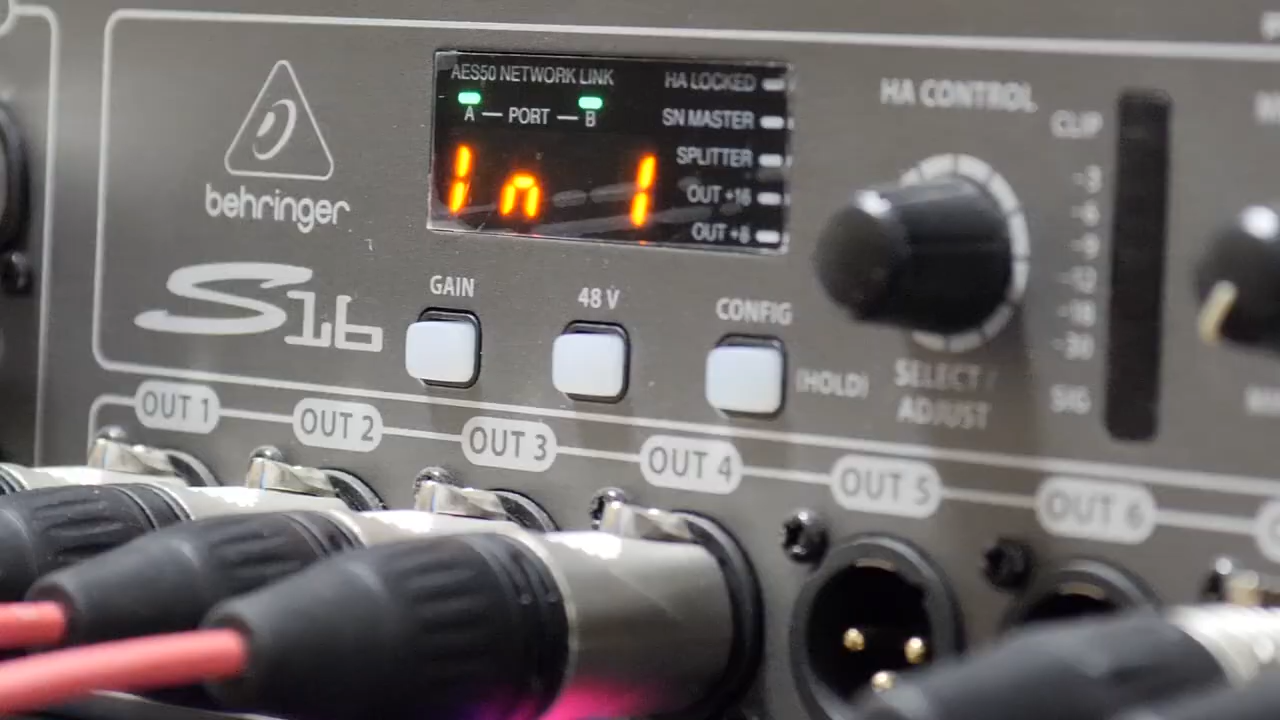 behringer
S16
AES50 NETWORK LINK
A — PORT — B
In 1
HA LOCKED
SN MASTER
SPLITTER
OUT +16
OUT +8
HA CONTROL
SELECT /
ADJUST
CLIP
-3
-6
-9
-12
-18
-30
SIG
GAIN
48 V
CONFIG
(HOLD)
OUT 1
OUT 2
OUT 3
OUT 4
OUT 5
OUT 6